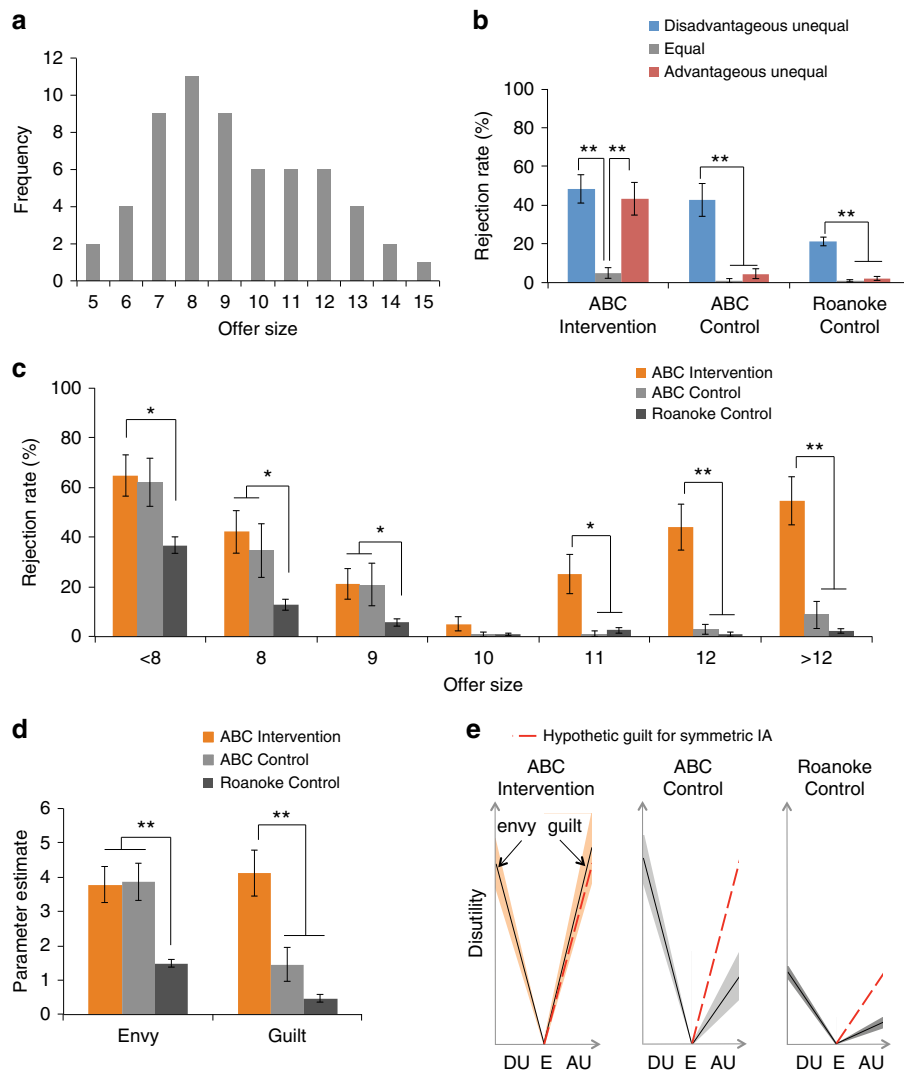 a
12
10
8
6
4
2
0
Frequency
5 6 7 8 9 10 11 12 13 14 15
Offer size
b
Disadvantageous unequal
Equal
Advantageous unequal
100
80
60
40
20
0
Rejection rate (%)
** ** ** **
ABC Intervention
ABC Control
Roanoke Control
c
ABC Intervention
ABC Control
Roanoke Control
100
80
60
40
20
0
Rejection rate (%)
* * * * ** **
<8 8 9 10 11 12 >12
Offer size
d
ABC Intervention
ABC Control
Roanoke Control
6
5
4
3
2
1
0
Parameter estimate
** **
Envy Guilt
e
Hypothetic guilt for symmetric IA
ABC Intervention
ABC Control
Roanoke Control
envy guilt
Disutility
DU E AU
DU E AU
DU E AU